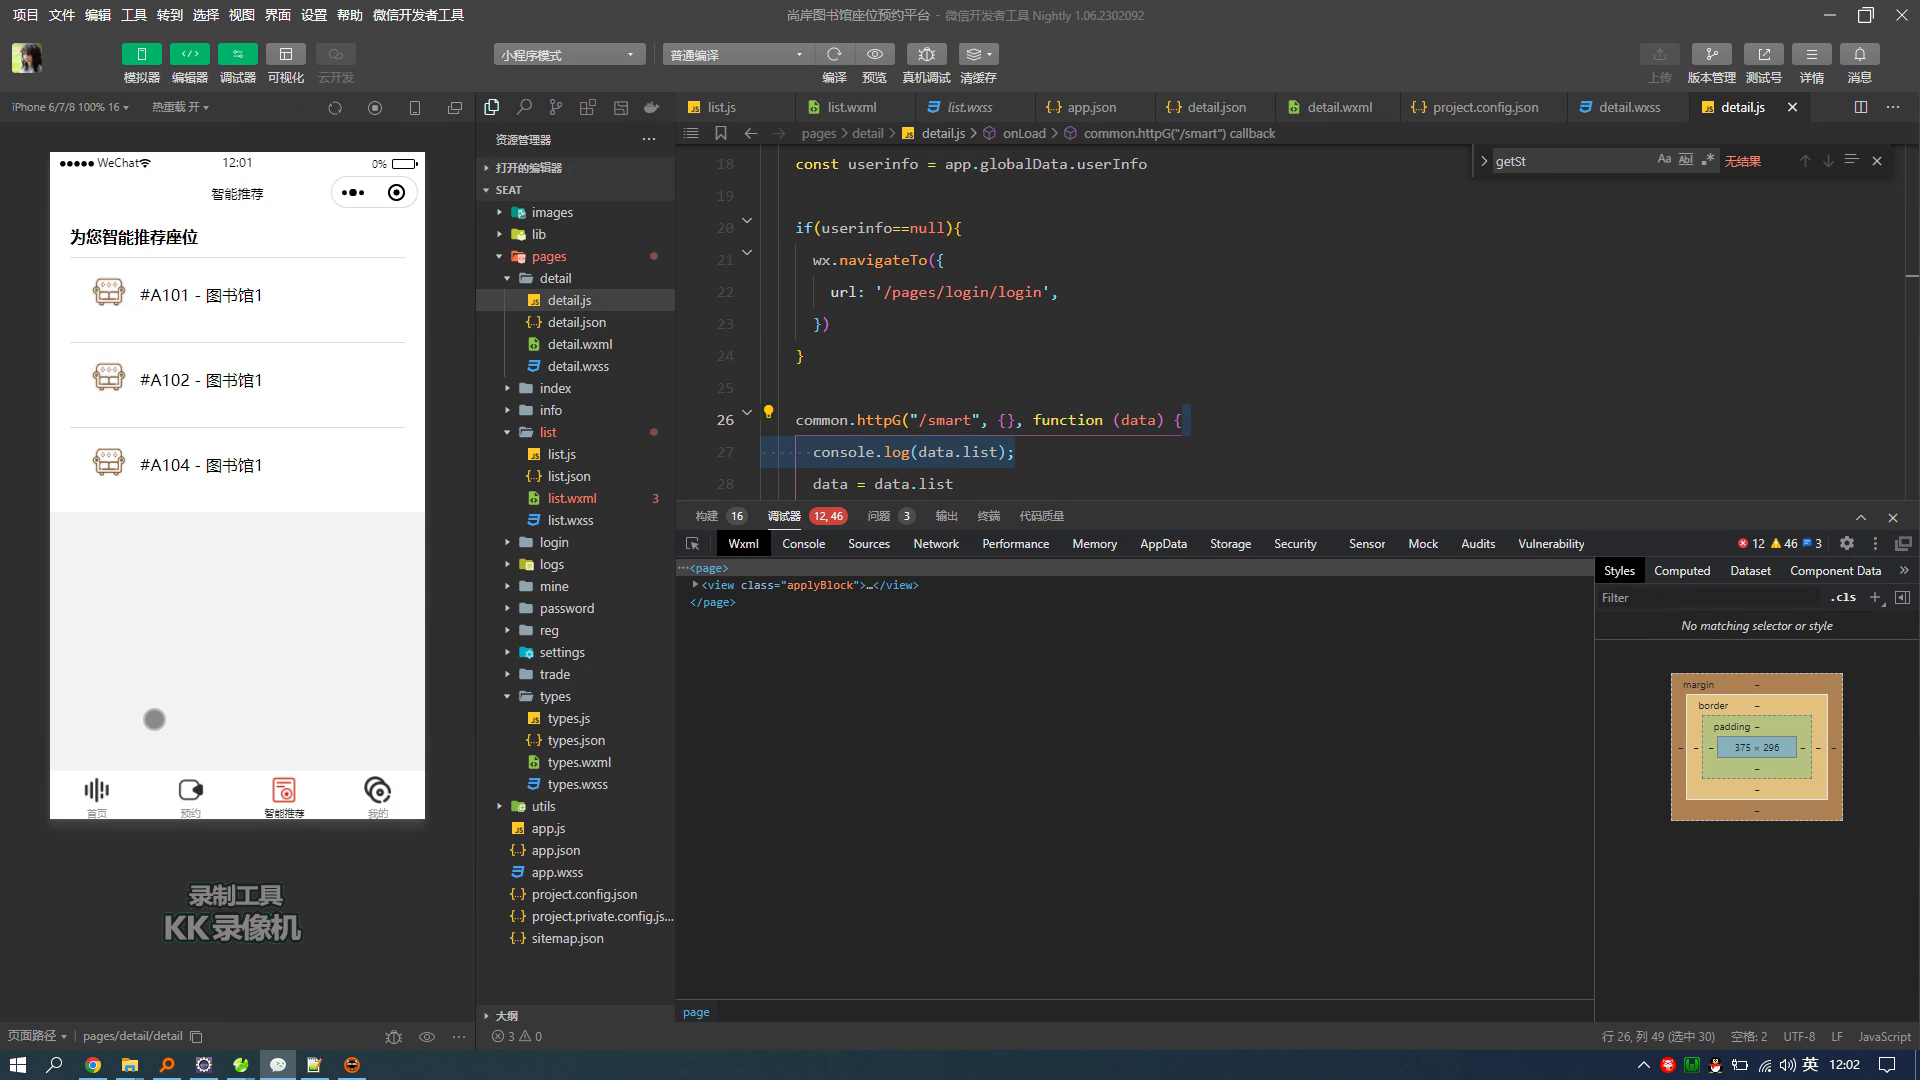 项目 文件 编辑 工具 转到 选择 视图 界面 设置 帮助 微信开发者工具
尚岸图书馆座位预约平台 - 微信开发者工具 Nightly 1.06.2302092
小程序模式
普通编译
模拟器 编辑器 调试器 可视化 云开发
编译 预览 真机调试 清缓存
上传 版本管理 测试号 详情 消息
iPhone 6/7/8 100% 16
热重载 开
list.js
list.wxml
list.wxss
app.json
detail.json
detail.wxml
project.config.json
detail.wxss
detail.js
资源管理器
pages > detail > detail.js > onLoad > common.httpG("/smart") callback
WeChat
12:01
0%
智能推荐
为您智能推荐座位
#A101 - 图书馆1
#A102 - 图书馆1
#A104 - 图书馆1
首页
预约
智能推荐
我的
录制工具
KK录像机
页面路径
pages/detail/detail
打开的编辑器
SEAT
images
lib
pages
detail
detail.js
detail.json
detail.wxml
detail.wxss
index
info
list
list.js
list.json
list.wxml 3
list.wxss
login
logs
mine
password
reg
settings
trade
types
types.js
types.json
types.wxml
types.wxss
utils
app.js
app.json
app.wxss
project.config.json
project.private.config.js...
sitemap.json
大纲
3 0
getSt
Aa Abl .*
无结果
18 const userinfo = app.globalData.userInfo
19
20 if(userinfo==null){
21 wx.navigateTo({
22 url: '/pages/login/login',
23 })
24 }
25
26 common.httpG("/smart", {}, function (data) {
27 console.log(data.list);
28 data = data.list
构建 16 调试器 12, 46 问题 3 输出 终端 代码质量
Wxml Console Sources Network Performance Memory AppData Storage Security Sensor Mock Audits Vulnerability
12 46 3
<page>
<view class="applyBlock">…</view>
</page>
page
Styles Computed Dataset Component Data
Filter
.cls
No matching selector or style
margin –
border –
padding –
– – – 375 × 296 – – –
–
–
–
行 26, 列 49 (选中 30) 空格: 2 UTF-8 LF JavaScript
英 12:02